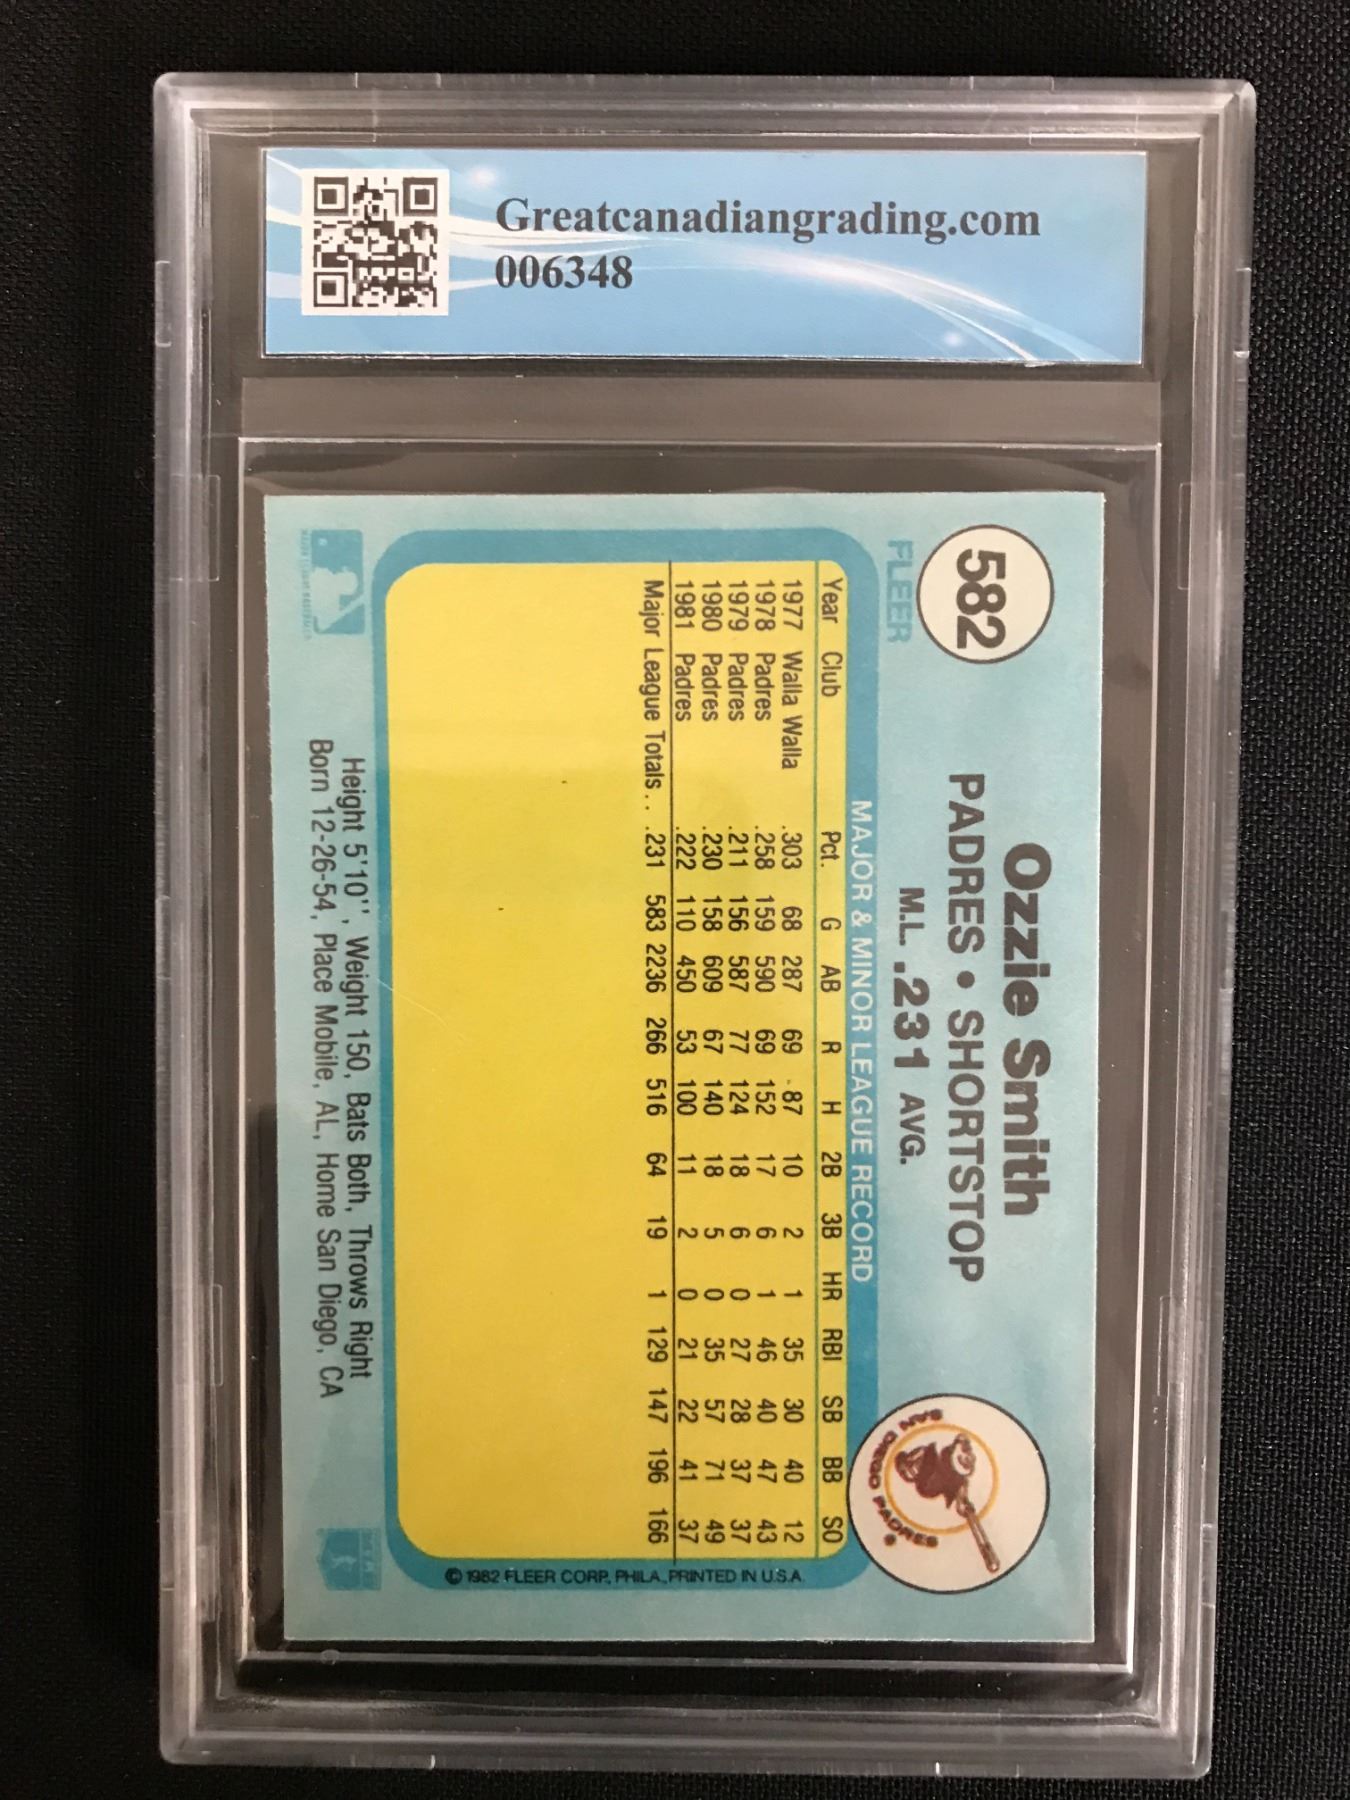 Greatcanadiangrading.com
006348
582
FLEER
Ozzie Smith
PADRES • SHORTSTOP
M.L. .231 AVG.
SAN DIEGO PADRES
MAJOR & MINOR LEAGUE RECORD
Year Club Pct. G AB R H 2B 3B HR RBI SB BB SO
1977 Walla Walla .303 68 287 69 87 10 2 1 35 30 40 12
1978 Padres .258 159 590 69 152 17 6 1 46 40 47 43
1979 Padres .211 156 587 77 124 18 6 0 27 28 37 37
1980 Padres .230 158 609 67 140 18 5 0 35 57 71 49
1981 Padres .222 110 450 53 100 11 2 0 21 22 41 37
Major League Totals . . .231 583 2236 266 516 64 19 1 129 147 196 166
© 1982 FLEER CORP., PHILA., PRINTED IN U.S.A.
Height 5'10'', Weight 150, Bats Both, Throws Right
Born 12-26-54, Place Mobile, AL, Home San Diego, CA